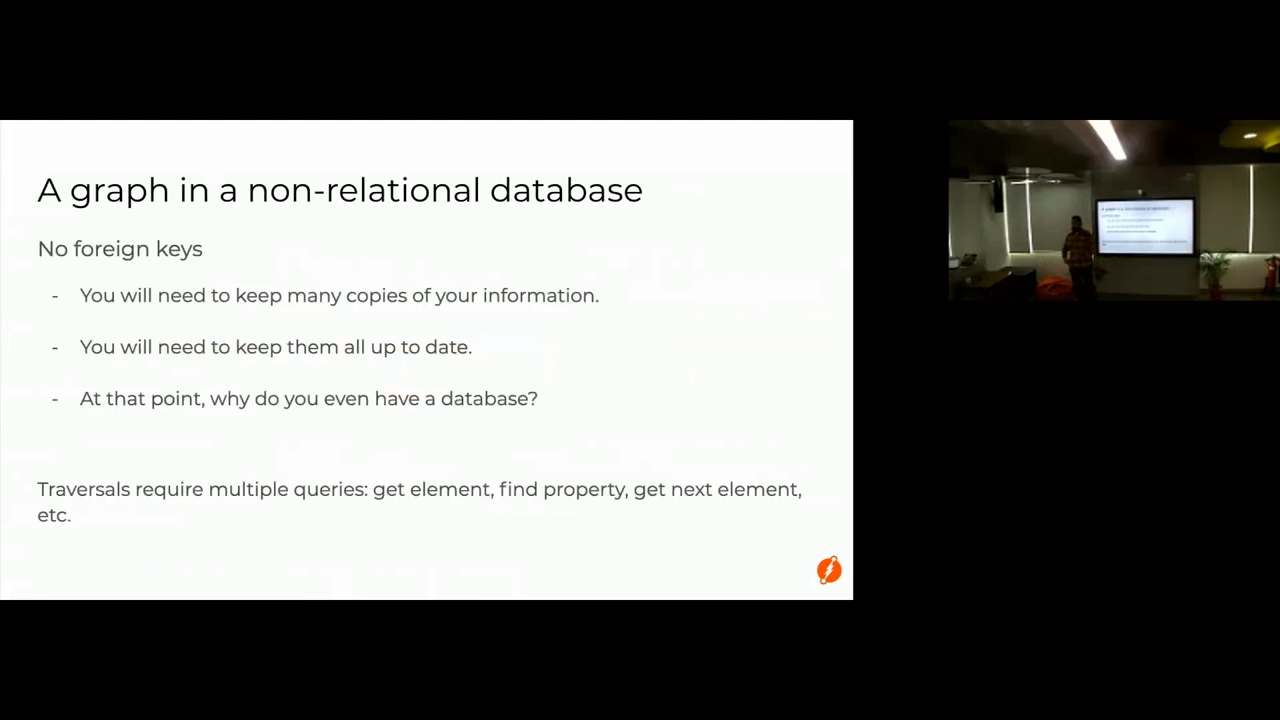 A graph in a non-relational database
No foreign keys
- You will need to keep many copies of your information.
- You will need to keep them all up to date.
- At that point, why do you even have a database?
Traversals require multiple queries: get element, find property, get next element,
etc.